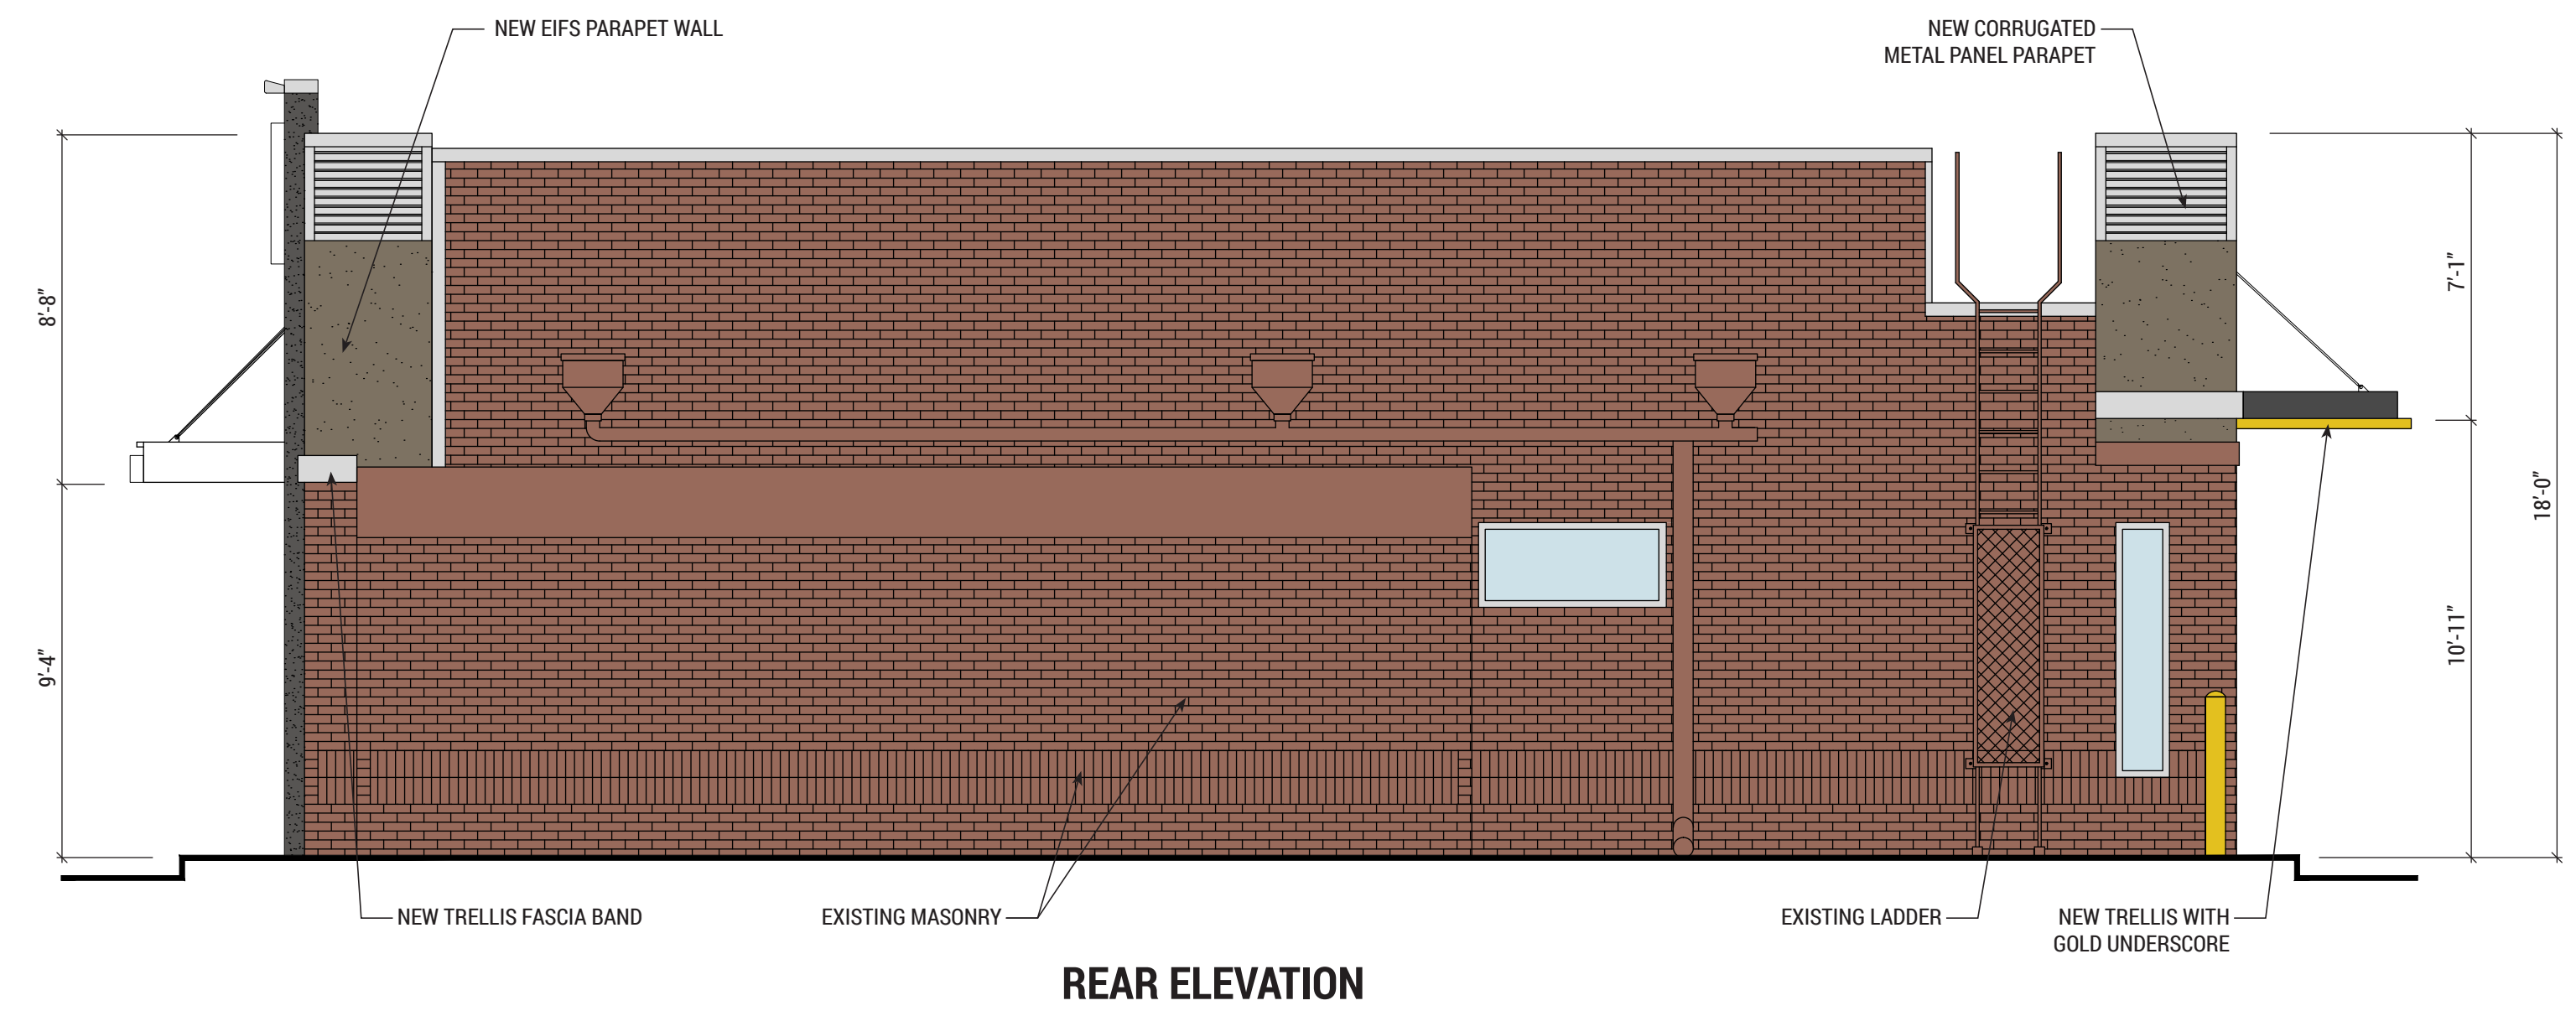 NEW EIFS PARAPET WALL
NEW CORRUGATED
METAL PANEL PARAPET
8'-8"
7'-1"
18'-0"
9'-4"
10'-11"
NEW TRELLIS FASCIA BAND
EXISTING MASONRY
EXISTING LADDER
NEW TRELLIS WITH
GOLD UNDERSCORE
REAR ELEVATION